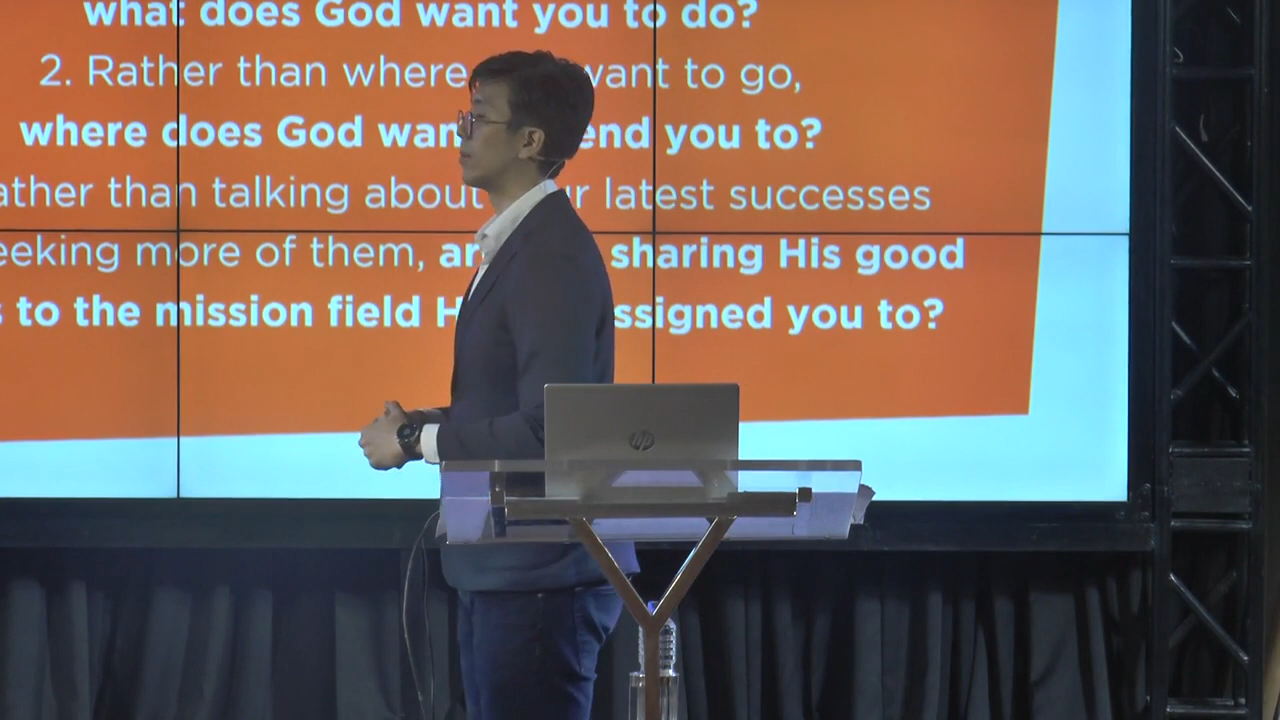 what does God want you to do?
2. Rather than where want to go,
where does God want end you to?
ather than talking about ur latest successes
eeking more of them, sharing His good
s to the mission field ssigned you to?
hp